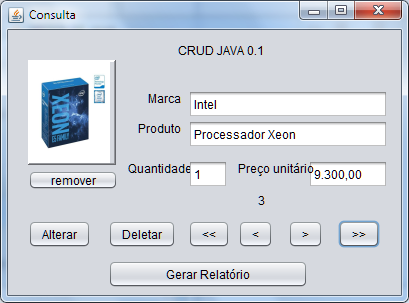 Consulta
CRUD JAVA 0.1
XEON
Marca Intel
Produto Processador Xeon
Quantidade 1 Preço unitário 9.300,00
remover
3
Alterar Deletar << < > >>
Gerar Relatório